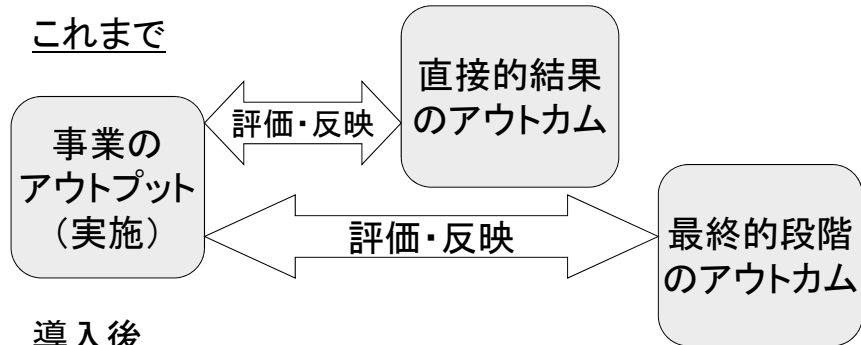 これまで
直接的結果
のアウトカム
評価・反映
事業の
アウトプット
（実施）
評価・反映
最終的段階
のアウトカム
導入後